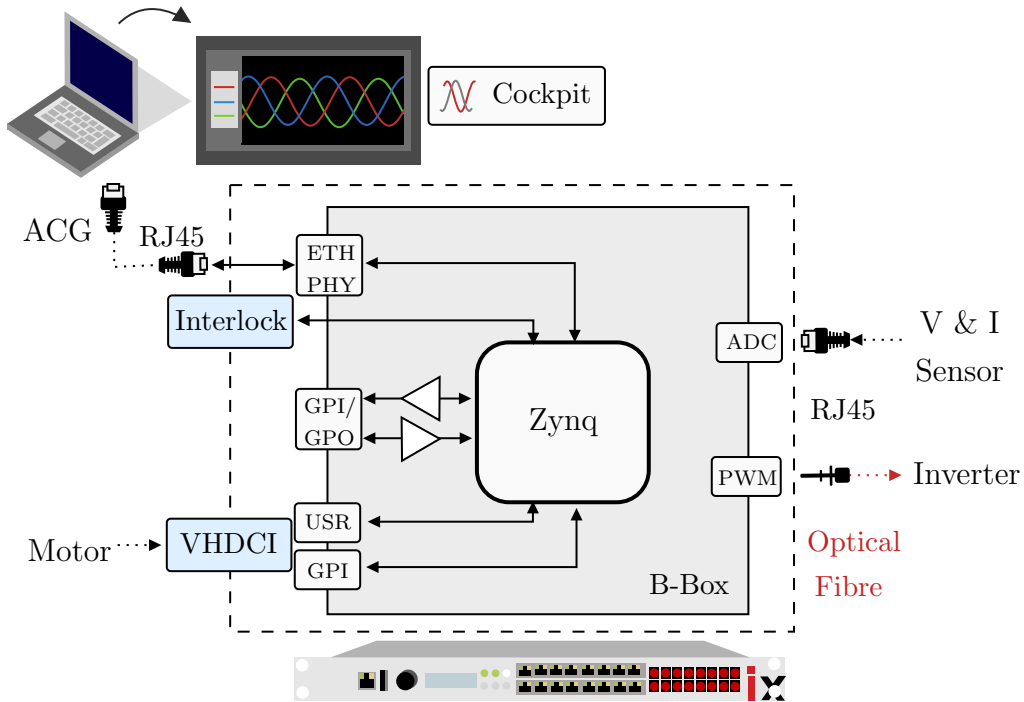 Cockpit
ACG
RJ45
ETH
PHY
Interlock
ADC
V & I
Sensor
GPI/
GPO
Zynq
RJ45
PWM
Inverter
USR
Motor
VHDCI
GPI
Optical
Fibre
B-Box